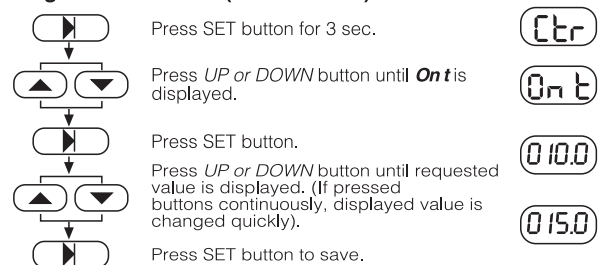 Press SET button for 3 sec.
Ctr
Press UP or DOWN button until On t is
displayed.
On t
Press SET button.
010.0
Press UP or DOWN button until requested
value is displayed. (If pressed
buttons continuously, displayed value is
changed quickly).
015.0
Press SET button to save.